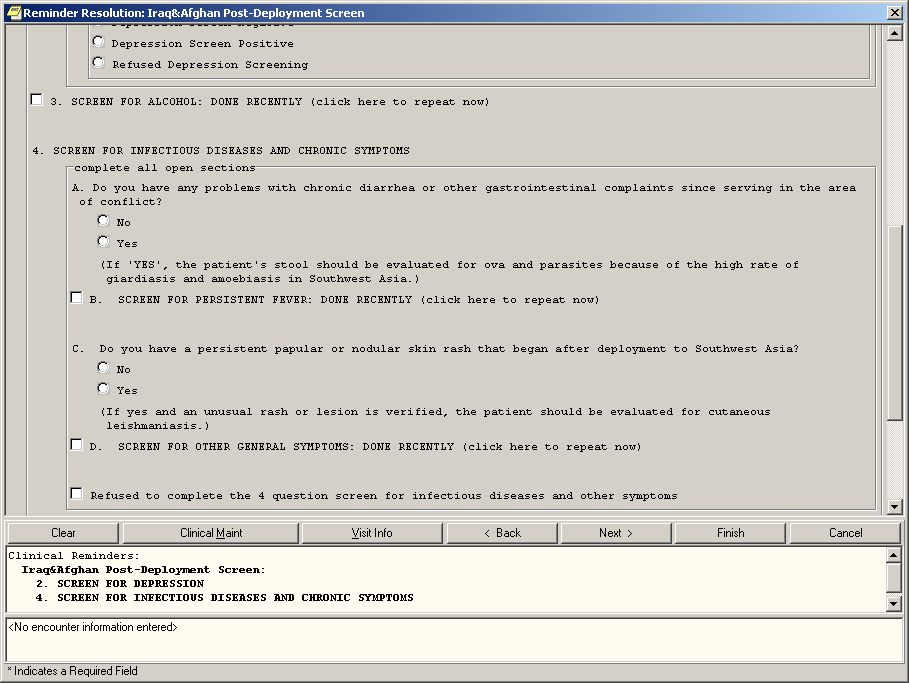 Reminder Resolution: Iraq&Afghan Post-Deployment Screen
Depression Screen Positive
Refused Depression Screening
3. SCREEN FOR ALCOHOL: DONE RECENTLY (click here to repeat now)
4. SCREEN FOR INFECTIOUS DISEASES AND CHRONIC SYMPTOMS
complete all open sections
A. Do you have any problems with chronic diarrhea or other gastrointestinal complaints since serving in the area
of conflict?
No
Yes
(If 'YES', the patient's stool should be evaluated for ova and parasites because of the high rate of
giardiasis and amoebiasis in Southwest Asia.)
B. SCREEN FOR PERSISTENT FEVER: DONE RECENTLY (click here to repeat now)
C. Do you have a persistent papular or nodular skin rash that began after deployment to Southwest Asia?
No
Yes
(If yes and an unusual rash or lesion is verified, the patient should be evaluated for cutaneous
leishmaniasis.)
D. SCREEN FOR OTHER GENERAL SYMPTOMS: DONE RECENTLY (click here to repeat now)
Refused to complete the 4 question screen for infectious diseases and other symptoms
Clear Clinical Maint Visit Info < Back Next > Finish Cancel
Clinical Reminders:
Iraq&Afghan Post-Deployment Screen:
2. SCREEN FOR DEPRESSION
4. SCREEN FOR INFECTIOUS DISEASES AND CHRONIC SYMPTOMS
<No encounter information entered>
* Indicates a Required Field